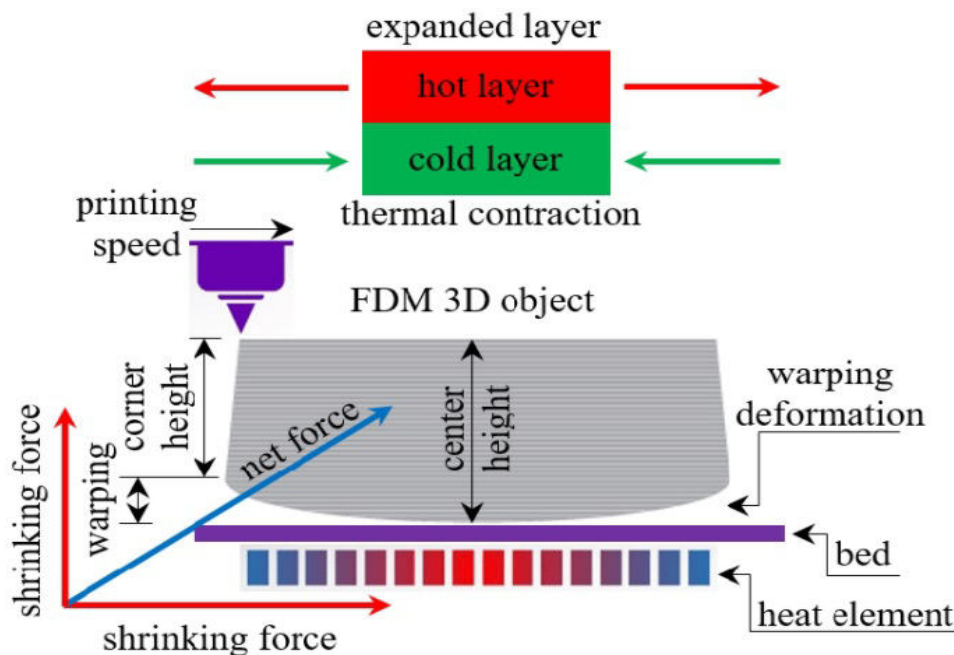 expanded layer
hot layer
cold layer
thermal contraction
printing
speed
FDM 3D object
corner
height
center
height
warping
deformation
warping
net force
shrinking force
bed
heat element
shrinking force